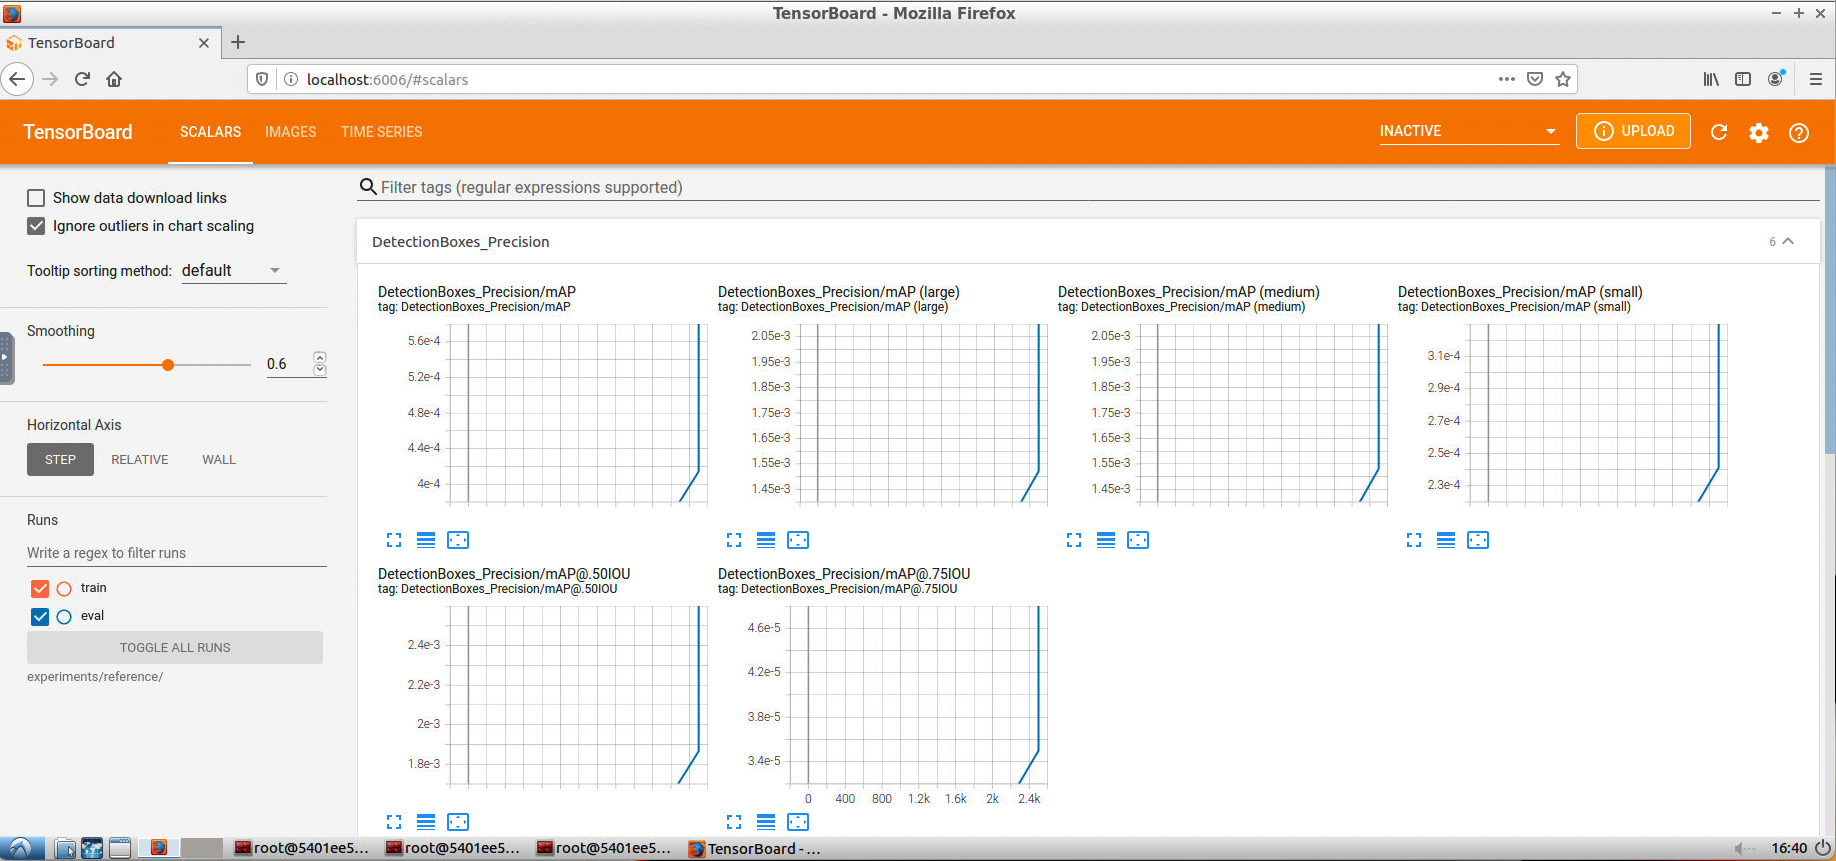 TensorBoard - Mozilla Firefox
TensorBoard
localhost:6006/#scalars
TensorBoard
SCALARS
IMAGES
TIME SERIES
INACTIVE
UPLOAD
Show data download links
Ignore outliers in chart scaling
Tooltip sorting method: default
Smoothing
0.6
Horizontal Axis
STEP
RELATIVE
WALL
Runs
Write a regex to filter runs
train
eval
TOGGLE ALL RUNS
experiments/reference/
Filter tags (regular expressions supported)
DetectionBoxes_Precision
6
DetectionBoxes_Precision/mAP
tag: DetectionBoxes_Precision/mAP
5.6e-4
5.2e-4
4.8e-4
4.4e-4
4e-4
DetectionBoxes_Precision/mAP (large)
tag: DetectionBoxes_Precision/mAP (large)
2.05e-3
1.95e-3
1.85e-3
1.75e-3
1.65e-3
1.55e-3
1.45e-3
DetectionBoxes_Precision/mAP (medium)
tag: DetectionBoxes_Precision/mAP (medium)
2.05e-3
1.95e-3
1.85e-3
1.75e-3
1.65e-3
1.55e-3
1.45e-3
DetectionBoxes_Precision/mAP (small)
tag: DetectionBoxes_Precision/mAP (small)
3.1e-4
2.9e-4
2.7e-4
2.5e-4
2.3e-4
DetectionBoxes_Precision/mAP@.50IOU
tag: DetectionBoxes_Precision/mAP@.50IOU
2.4e-3
2.2e-3
2e-3
1.8e-3
DetectionBoxes_Precision/mAP@.75IOU
tag: DetectionBoxes_Precision/mAP@.75IOU
4.6e-5
4.2e-5
3.8e-5
3.4e-5
0 400 800 1.2k 1.6k 2k 2.4k
root@5401ee5...
root@5401ee5...
root@5401ee5...
TensorBoard - ...
16:40